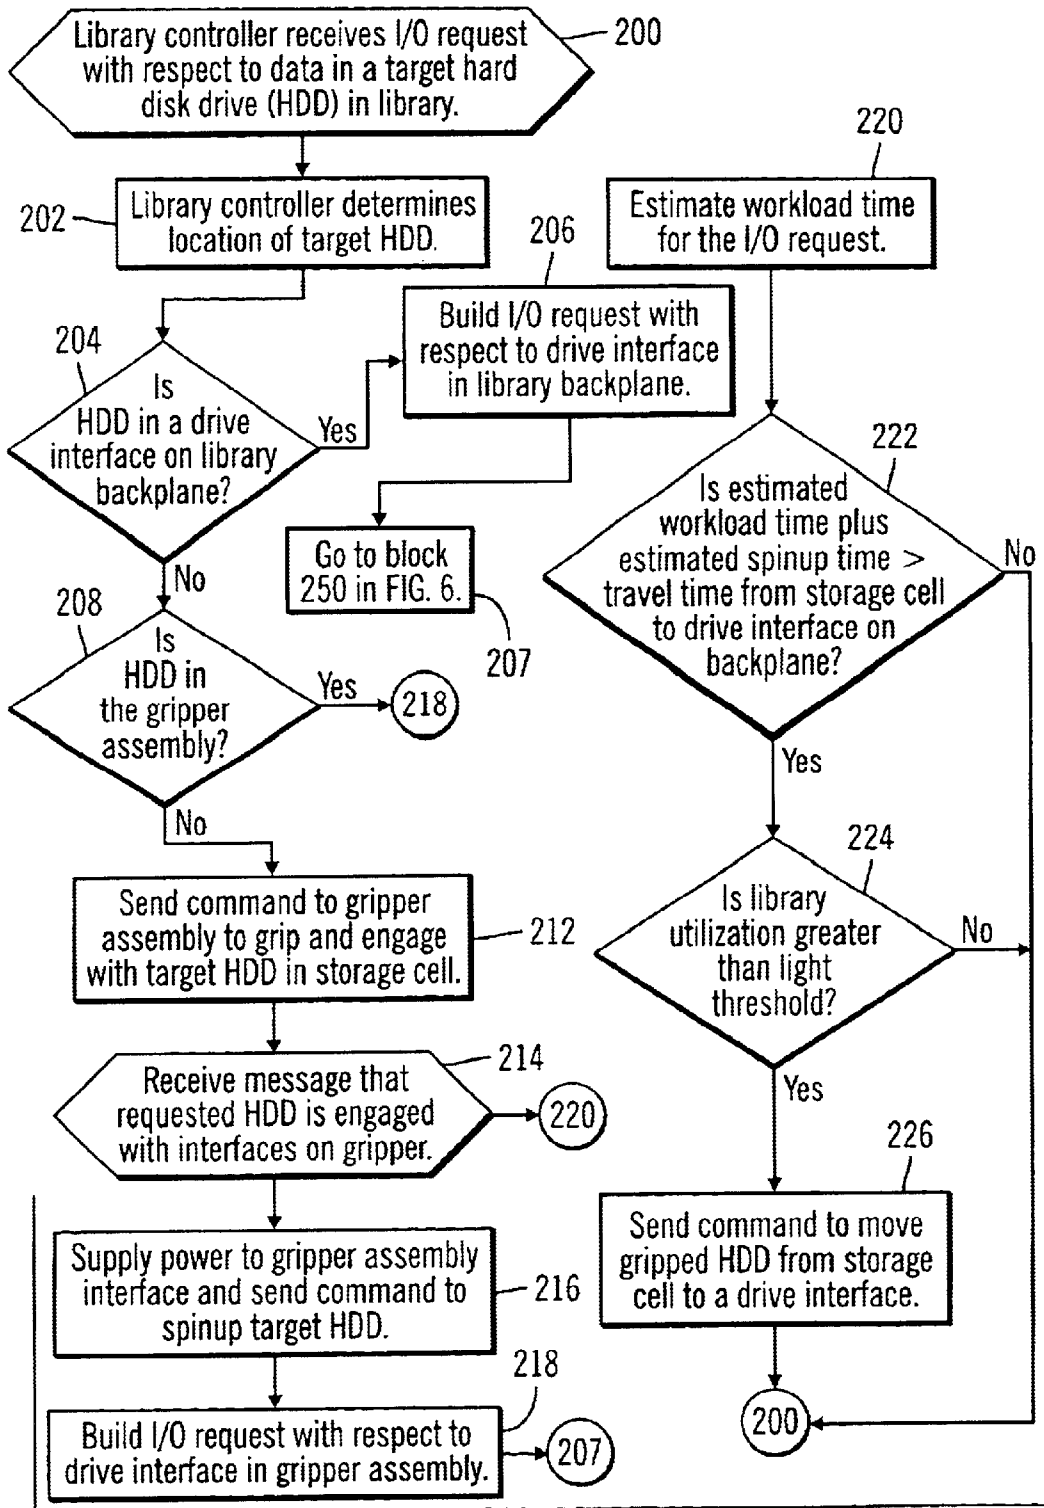 Library controller receives I/O request
with respect to data in a target hard
disk drive (HDD) in library.
200
Library controller determines
location of target HDD.
202
Is
HDD in a drive
interface on library
backplane?
204
Yes
No
Build I/O request with
respect to drive interface
in library backplane.
206
Go to block
250 in FIG. 6.
207
Is
HDD in
the gripper
assembly?
208
Yes
218
No
Send command to gripper
assembly to grip and engage
with target HDD in storage cell.
212
Receive message that
requested HDD is engaged
with interfaces on gripper.
214
220
Supply power to gripper assembly
interface and send command to
spinup target HDD.
216
Build I/O request with respect to
drive interface in gripper assembly.
218
207
220
Estimate workload time
for the I/O request.
222
Is estimated
workload time plus
estimated spinup time >
travel time from storage cell
to drive interface on
backplane?
No
Yes
224
Is library
utilization greater
than light
threshold?
No
Yes
226
Send command to move
gripped HDD from storage
cell to a drive interface.
200